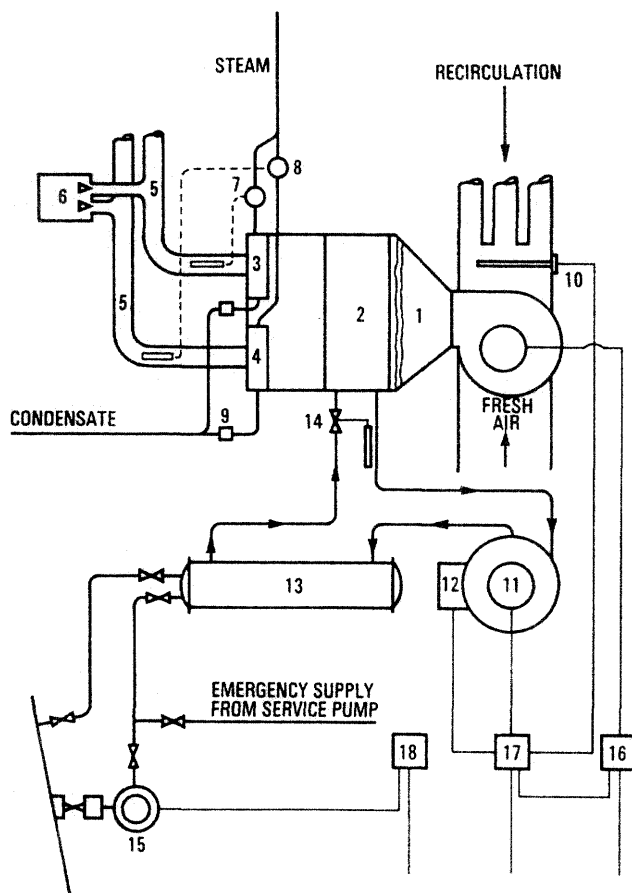 STEAM
RECIRCULATION
8
7
6
5
5
3
10
2
1
4
9
CONDENSATE
14
FRESH
AIR
13
12
11
EMERGENCY SUPPLY
FROM SERVICE PUMP
18
17
16
15